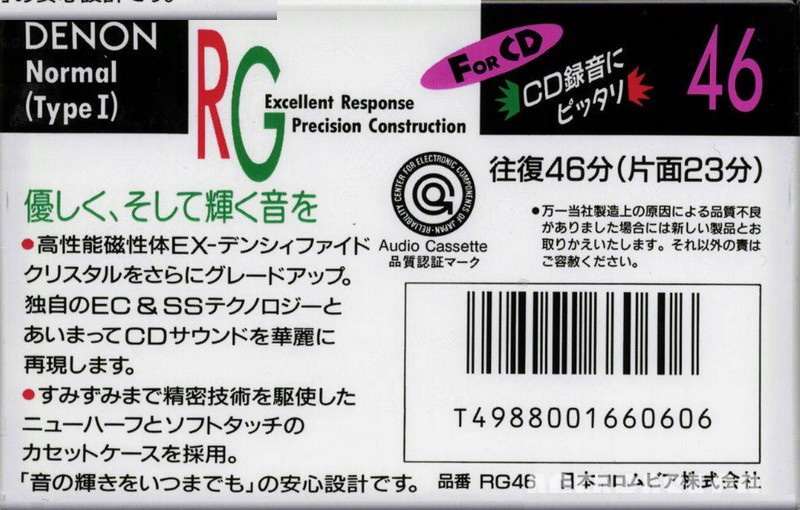 の安心設計です。
DENON
Normal
(Type I)
RG
Excellent Response
Precision Construction
FOR CD
CD録音に
ピッタリ
46
往復46分(片面23分)
●万一当社製造上の原因による品質不良
がありました場合には新しい製品とお
取りかえいたします。それ以外の責は
ご容赦ください。
RELIABILITY CENTER FOR ELECTRONIC COMPONENTS OF JAPAN
Audio Cassette
品質認証マーク
優しく、そして輝く音を
●高性能磁性体EX-デンシィファイド
クリスタルをさらにグレードアップ。
独自のEC&SSテクノロジーと
あいまってCDサウンドを華麗に
再現します。
●すみずみまで精密技術を駆使した
ニューハーフとソフトタッチの
カセットケースを採用。
「音の輝きをいつまでも」の安心設計です。
T4988001660606
品番 RG46 日本コロムビア株式会社